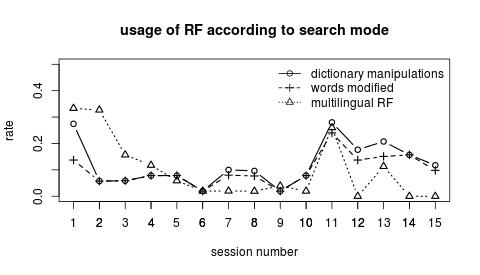 usage of RF according to search mode
dictionary manipulations
words modified
multilingual RF
rate
0.4
0.2
0.0
1 2 3 4 5 6 7 8 9 10 11 12 13 14 15
session number